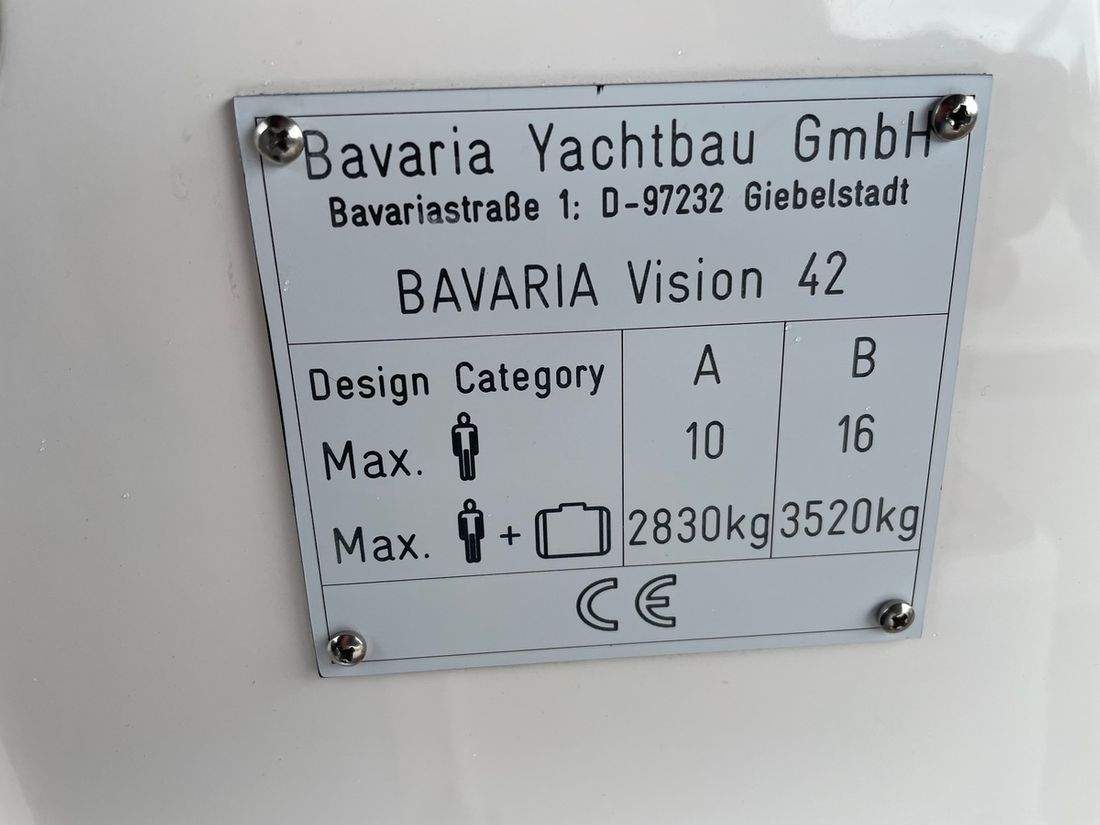 Bavaria Yachtbau GmbH
Bavariastraße 1: D-97232 Giebelstadt
BAVARIA Vision 42
Design Category A B
Max. 10 16
Max. + 2830kg 3520kg
CE